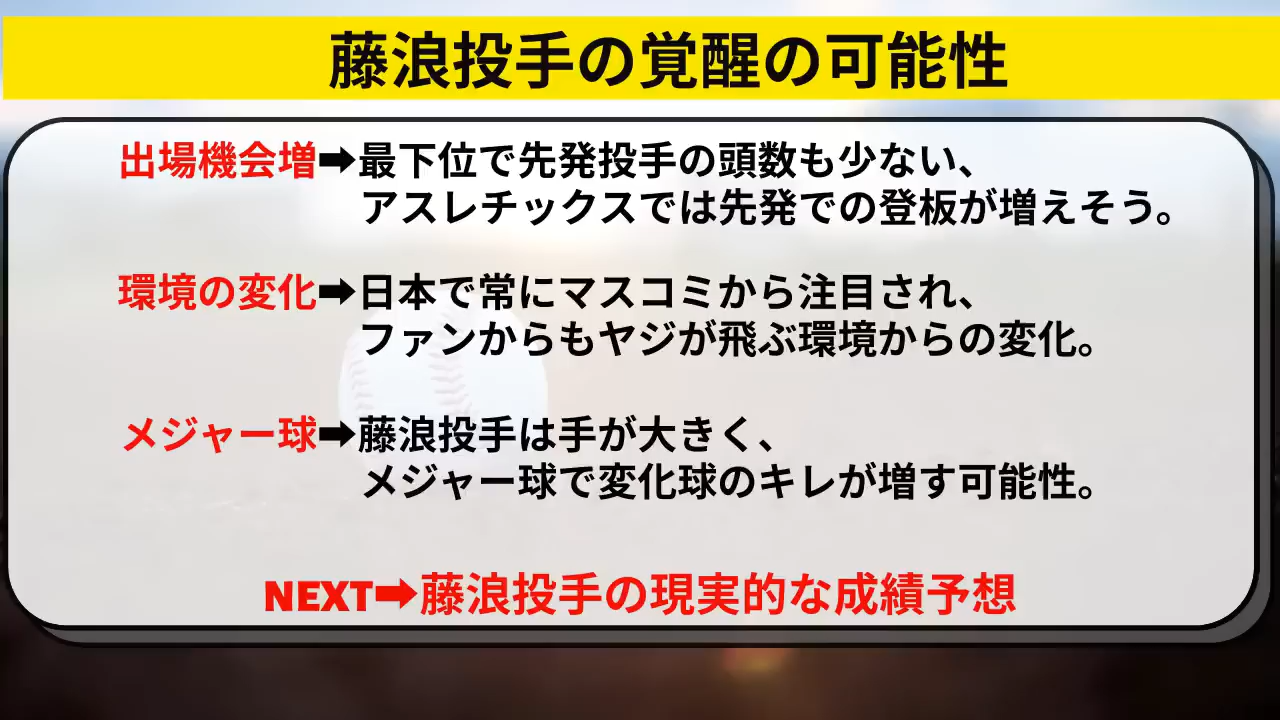 藤浪投手の覚醒の可能性
出場機会増➡最下位で先発投手の頭数も少ない、
アスレチックスでは先発での登板が増えそう。
環境の変化➡日本で常にマスコミから注目され、
ファンからもヤジが飛ぶ環境からの変化。
メジャー球➡藤浪投手は手が大きく、
メジャー球で変化球のキレが増す可能性。
NEXT➡藤浪投手の現実的な成績予想